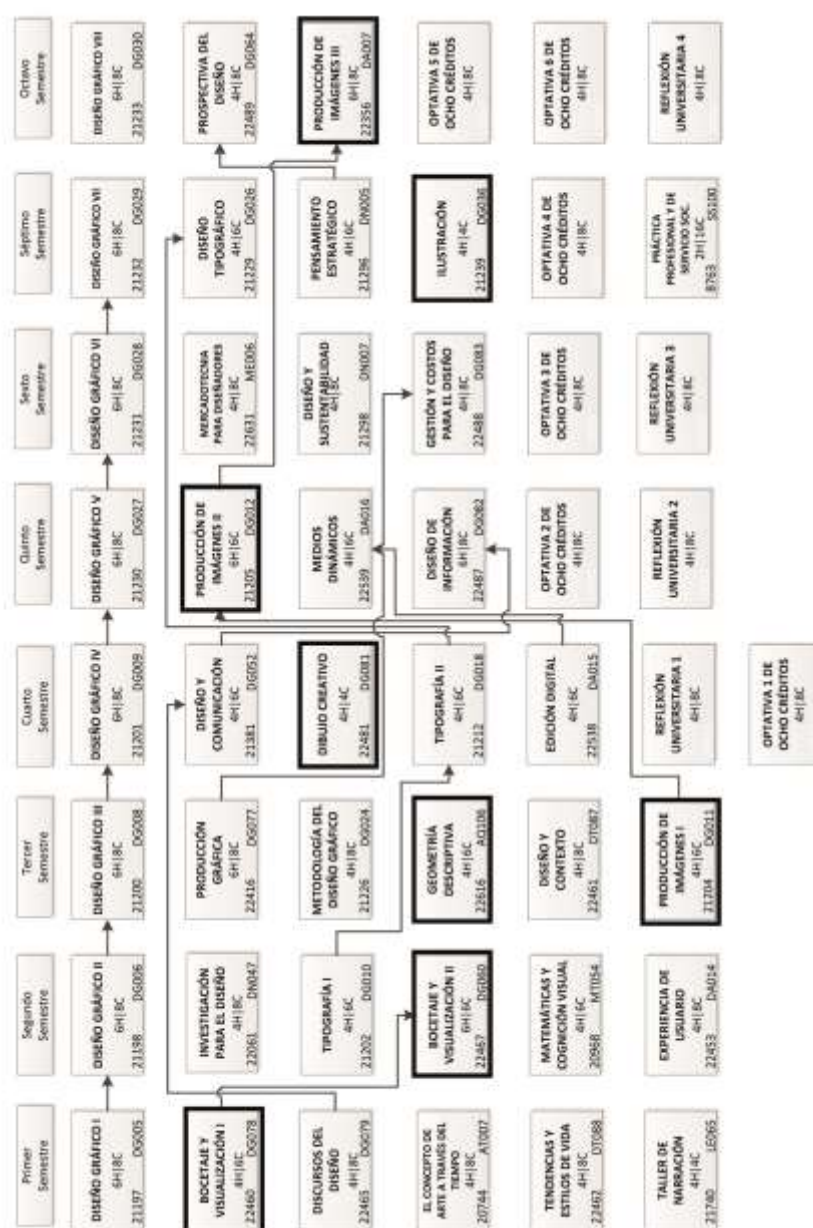 Primer
Semestre
DISEÑO GRÁFICO I
6H|8C
21197 DG005
BOCETAJE Y
VISUALIZACIÓN I
4H|6C
22460 DG078
DISCURSOS DEL
DISEÑO
4H|8C
22465 DG079
EL CONCEPTO DE
ARTE A TRAVÉS DEL
TIEMPO
4H|8C
20744 AT007
TENDENCIAS Y
ESTILOS DE VIDA
4H|8C
22462 DT088
TALLER DE
NARRACIÓN
4H|4C
21740 LE065
Segundo
Semestre
DISEÑO GRÁFICO II
6H|8C
21198 DG006
INVESTIGACIÓN
PARA EL DISEÑO
4H|8C
22061 DN047
TIPOGRAFÍA I
4H|6C
21202 DG010
BOCETAJE Y
VISUALIZACIÓN II
6H|6C
22467 DG060
MATEMÁTICAS Y
COGNICIÓN VISUAL
4H|6C
20968 MT054
EXPERIENCIA DE
USUARIO
4H|8C
22453 DA014
Tercer
Semestre
DISEÑO GRÁFICO III
6H|8C
21200 DG008
PRODUCCIÓN
GRÁFICA
6H|8C
22416 DG077
METODOLOGÍA DEL
DISEÑO GRÁFICO
4H|8C
21226 DG024
GEOMETRÍA
DESCRIPTIVA
4H|6C
22616 AQ106
DISEÑO Y
CONTEXTO
4H|8C
22461 DT087
PRODUCCIÓN DE
IMÁGENES I
4H|6C
21204 DG011
Cuarto
Semestre
DISEÑO GRÁFICO IV
6H|8C
21201 DG009
DISEÑO Y
COMUNICACIÓN
4H|6C
21381 DG052
DIBUJO CREATIVO
4H|4C
22481 DG081
TIPOGRAFÍA II
4H|6C
21212 DG018
EDICIÓN DIGITAL
4H|6C
22538 DA015
REFLEXIÓN
UNIVERSITARIA 1
4H|8C
OPTATIVA 1 DE
OCHO CRÉDITOS
4H|8C
Quinto
Semestre
DISEÑO GRÁFICO V
6H|8C
21230 DG027
PRODUCCIÓN DE
IMÁGENES II
6H|6C
21205 DG012
MEDIOS
DINÁMICOS
4H|6C
22539 DA016
DISEÑO DE
INFORMACIÓN
6H|8C
22487 DG082
OPTATIVA 2 DE
OCHO CRÉDITOS
4H|8C
REFLEXIÓN
UNIVERSITARIA 2
4H|8C
Sexto
Semestre
DISEÑO GRÁFICO VI
6H|8C
21231 DG028
MERCADOTECNIA
PARA DISEÑADORES
4H|8C
22631 ME006
DISEÑO Y
SUSTENTABILIDAD
4H|8C
21298 DN007
GESTIÓN Y COSTOS
PARA EL DISEÑO
4H|8C
22488 DG083
OPTATIVA 3 DE
OCHO CRÉDITOS
4H|8C
REFLEXIÓN
UNIVERSITARIA 3
4H|8C
Séptimo
Semestre
DISEÑO GRÁFICO VII
6H|8C
21232 DG029
DISEÑO
TIPOGRÁFICO
4H|6C
21229 DG026
PENSAMIENTO
ESTRATÉGICO
4H|6C
21296 DN005
ILUSTRACIÓN
4H|4C
21239 DG036
OPTATIVA 4 DE
OCHO CRÉDITOS
4H|8C
PRÁCTICA
PROFESIONAL Y DE
SERVICIO SOC.
2H|16C
8763 SS100
Octavo
Semestre
DISEÑO GRÁFICO VIII
6H|8C
21233 DG030
PROSPECTIVA DEL
DISEÑO
4H|8C
22489 DG064
PRODUCCIÓN DE
IMÁGENES III
6H|8C
22356 DA007
OPTATIVA 5 DE
OCHO CRÉDITOS
4H|8C
OPTATIVA 6 DE
OCHO CRÉDITOS
4H|8C
REFLEXIÓN
UNIVERSITARIA 4
4H|8C